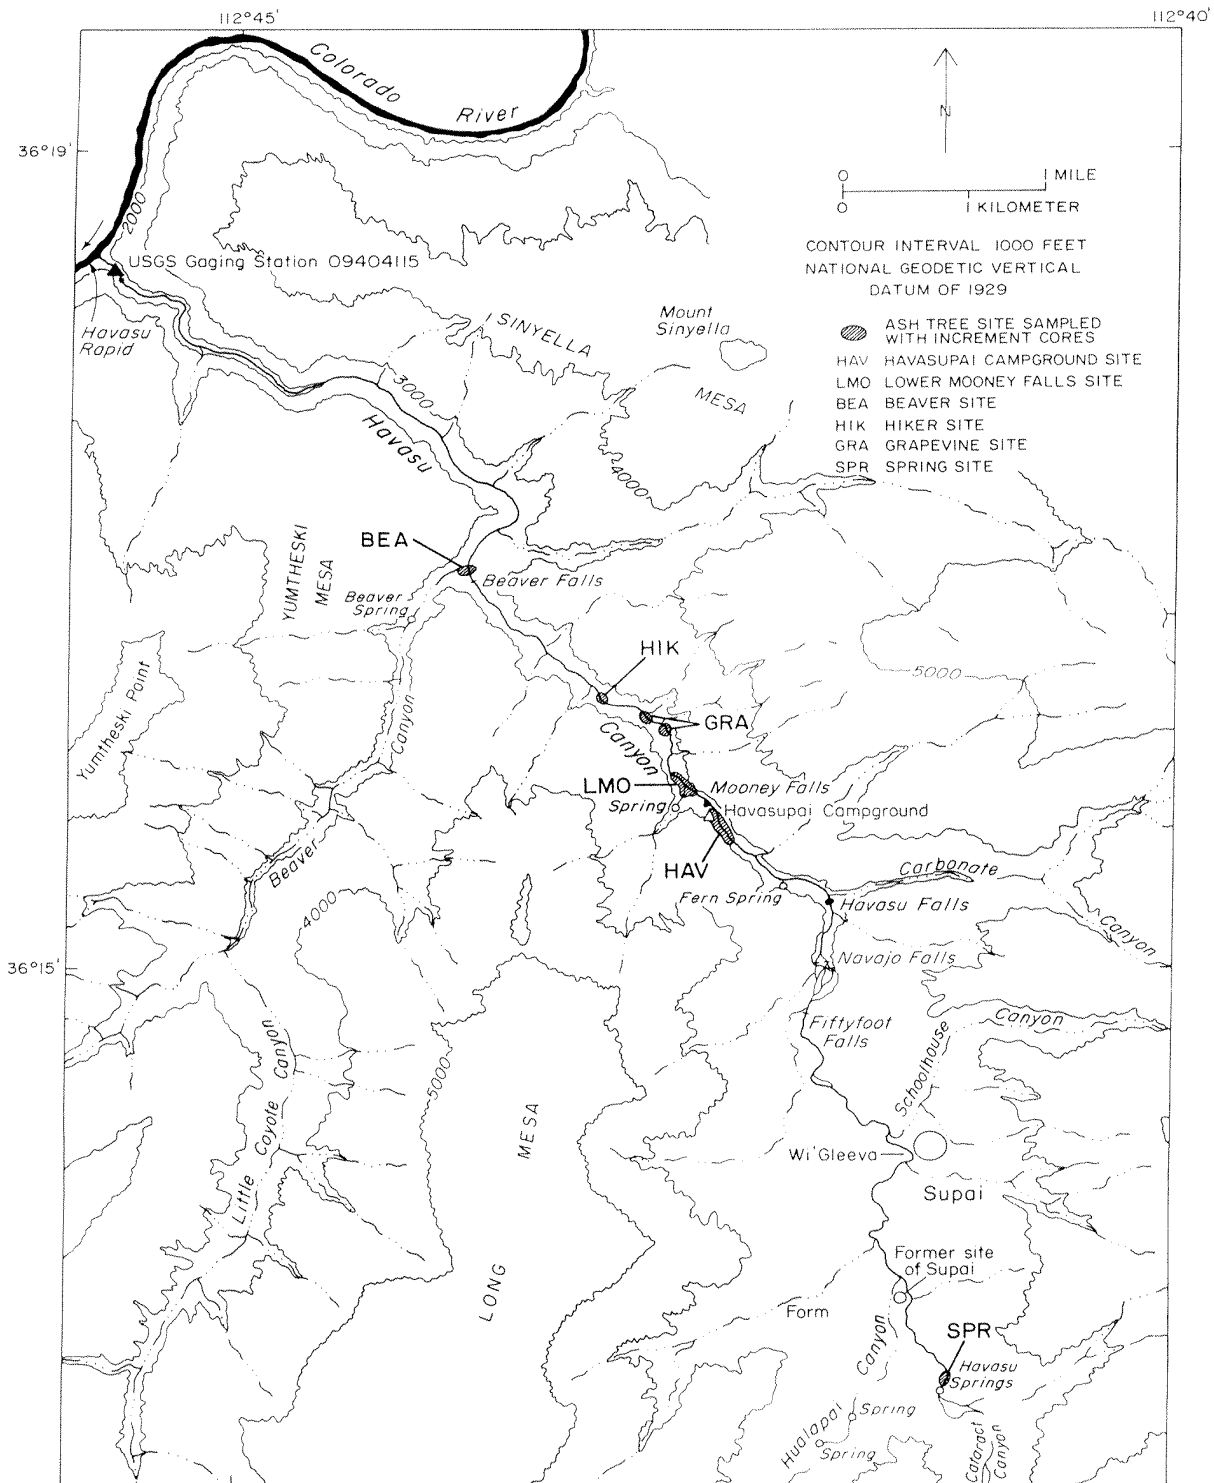 112°45'
112°40'
Colorado
River
N
36°19'
2000
O 1 MILE
O 1 KILOMETER
USGS Gaging Station 09404115
CONTOUR INTERVAL 1000 FEET
NATIONAL GEODETIC VERTICAL
DATUM OF 1929
Havasu
Rapid
SINYELLA
Mount
Sinyella
MESA
ASH TREE SITE SAMPLED
WITH INCREMENT CORES
HAV HAVASUPAI CAMPGROUND SITE
LMO LOWER MOONEY FALLS SITE
BEA BEAVER SITE
HIK HIKER SITE
GRA GRAPEVINE SITE
SPR SPRING SITE
3000
Havasu
4000
BEA
Beaver Falls
YUMTHESKI
MESA
Beaver
Spring
HIK
5000
Yumtheski Point
Canyon
GRA
Canyon
LMO
Mooney Falls
Spring
Havasupai Campground
HAV
Beaver
Carbonate
Fern Spring
Havasu Falls
4000
Canyon
36°15'
Navajo Falls
Fiftyfoot
Falls
Canyon
Schoolhouse
Canyon
5000
Coyote
MESA
Wi'Gleeva
Supai
Little
Former site
of Supai
LONG
Form
SPR
Canyon
Havasu
Springs
Spring
Hualapai
Spring
Cataract
Canyon